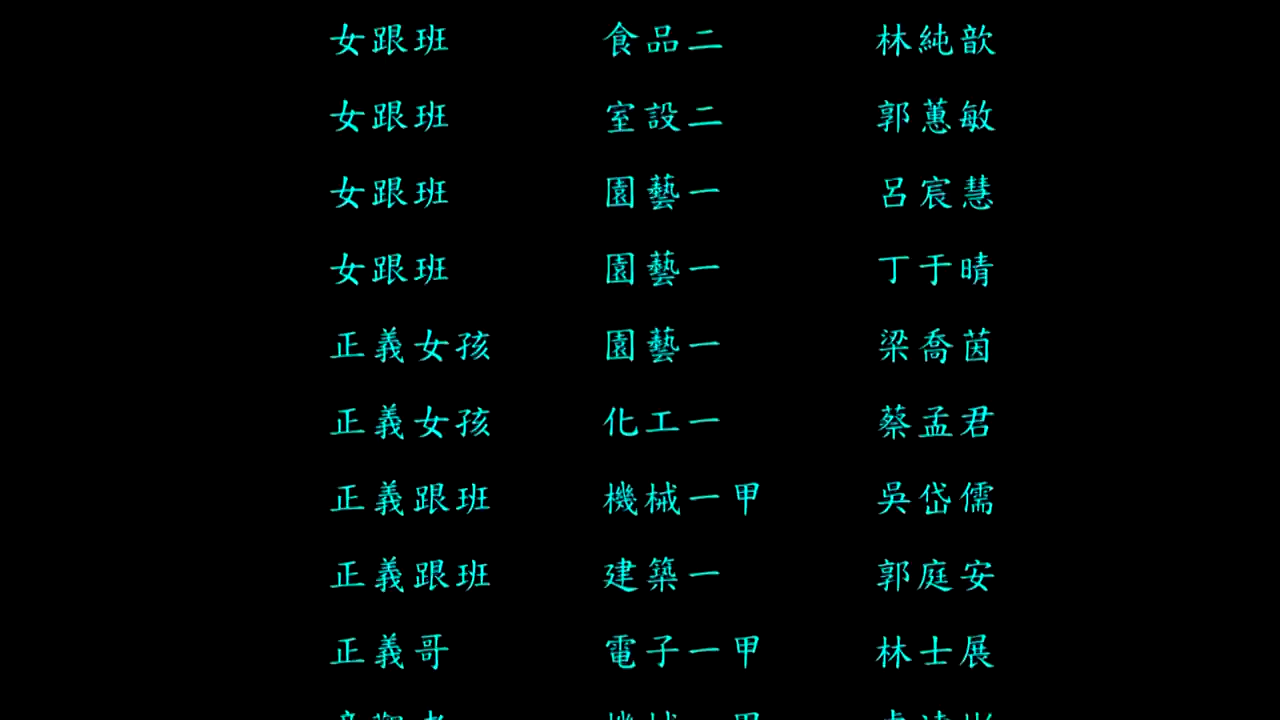 女跟班 食品二 林純歆
女跟班 室設二 郭蕙敏
女跟班 園藝一 呂宸慧
女跟班 園藝一 丁于晴
正義女孩 園藝一 梁喬茵
正義女孩 化工一 蔡孟君
正義跟班 機械一甲 吳岱儒
正義跟班 建築一 郭庭安
正義哥 電子一甲 林士展
機械一甲